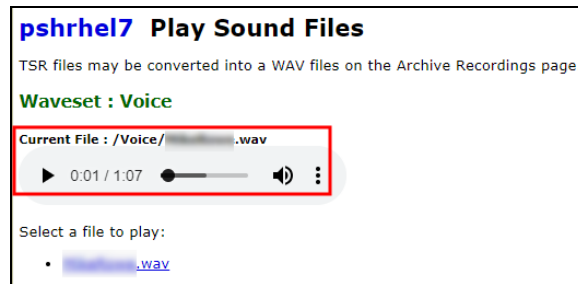 pshrhel7 Play Sound Files
TSR files may be converted into a WAV files on the Archive Recordings page
Waveset : Voice
Current File : /Voice/ .wav
0:01 / 1:07
Select a file to play:
.wav